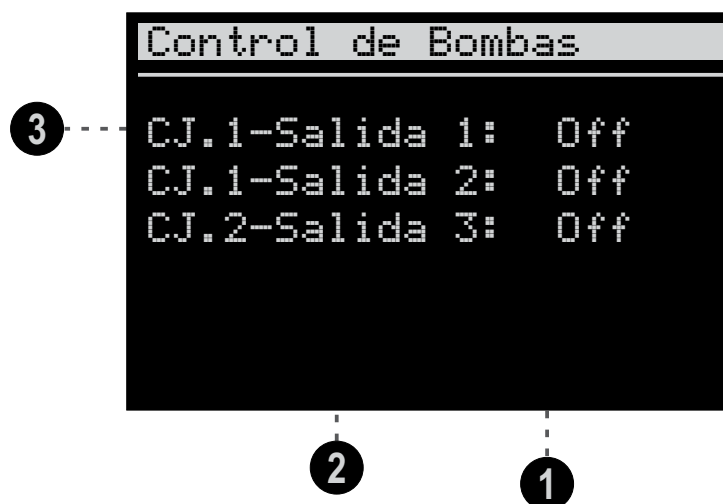 Control de Bombas
3
CJ.1-Salida 1: Off
CJ.1-Salida 2: Off
CJ.2-Salida 3: Off
2
1